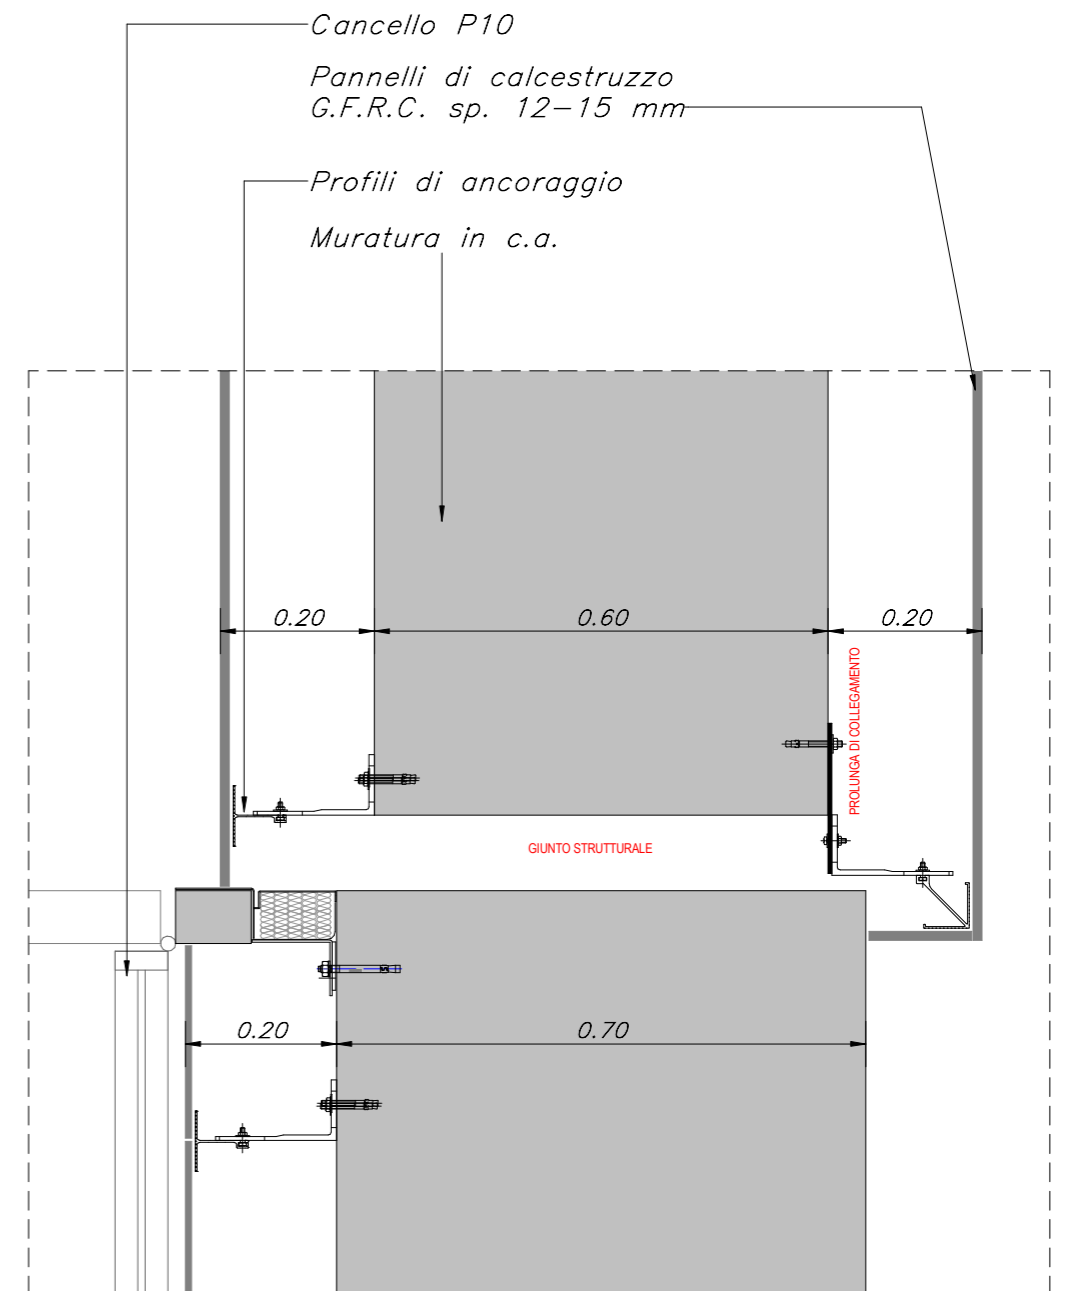 Cancello P10
Pannelli di calcestruzzo
G.F.R.C. sp. 12-15 mm
Profili di ancoraggio
Muratura in c.a.
0.20
0.60
0.20
PROLUNGA DI COLLEGAMENTO
GIUNTO STRUTTURALE
0.20
0.70